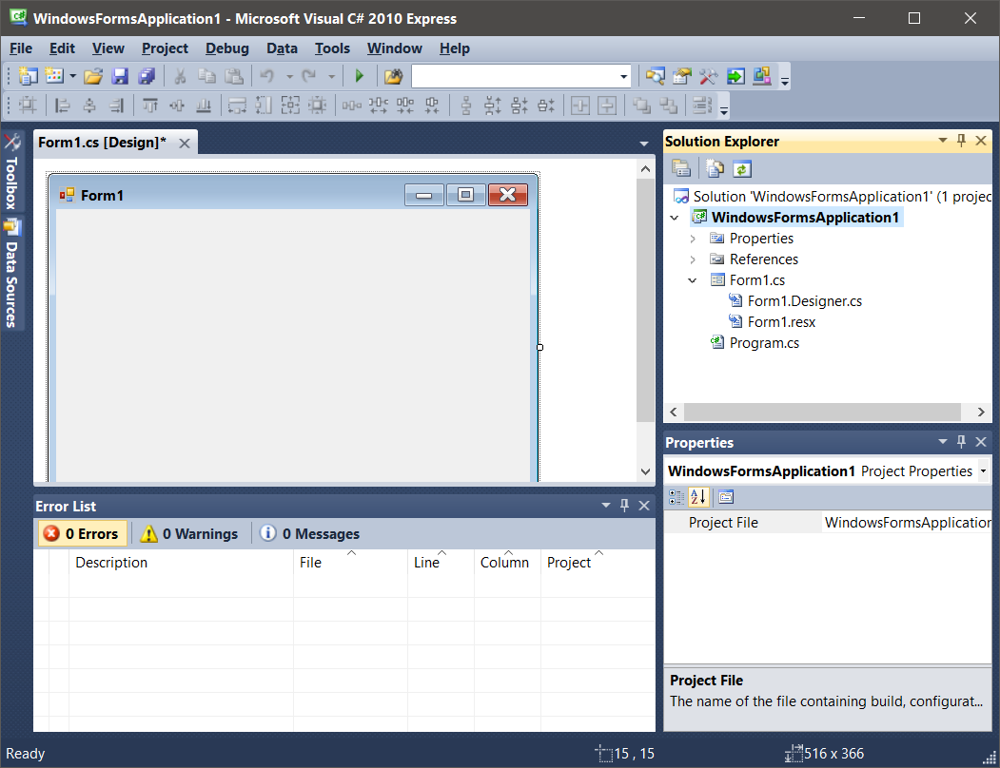 WindowsFormsApplication1 - Microsoft Visual C# 2010 Express
File Edit View Project Debug Data Tools Window Help
Toolbox
Data Sources
Form1.cs [Design]*
Form1
Solution Explorer
Solution 'WindowsFormsApplication1' (1 projec
WindowsFormsApplication1
Properties
References
Form1.cs
Form1.Designer.cs
Form1.resx
Program.cs
Properties
WindowsFormsApplication1 Project Properties
Project File WindowsFormsApplication
Project File
The name of the file containing build, configurat...
Error List
0 Errors 0 Warnings 0 Messages
Description File Line Column Project
Ready 15 , 15 516 x 366